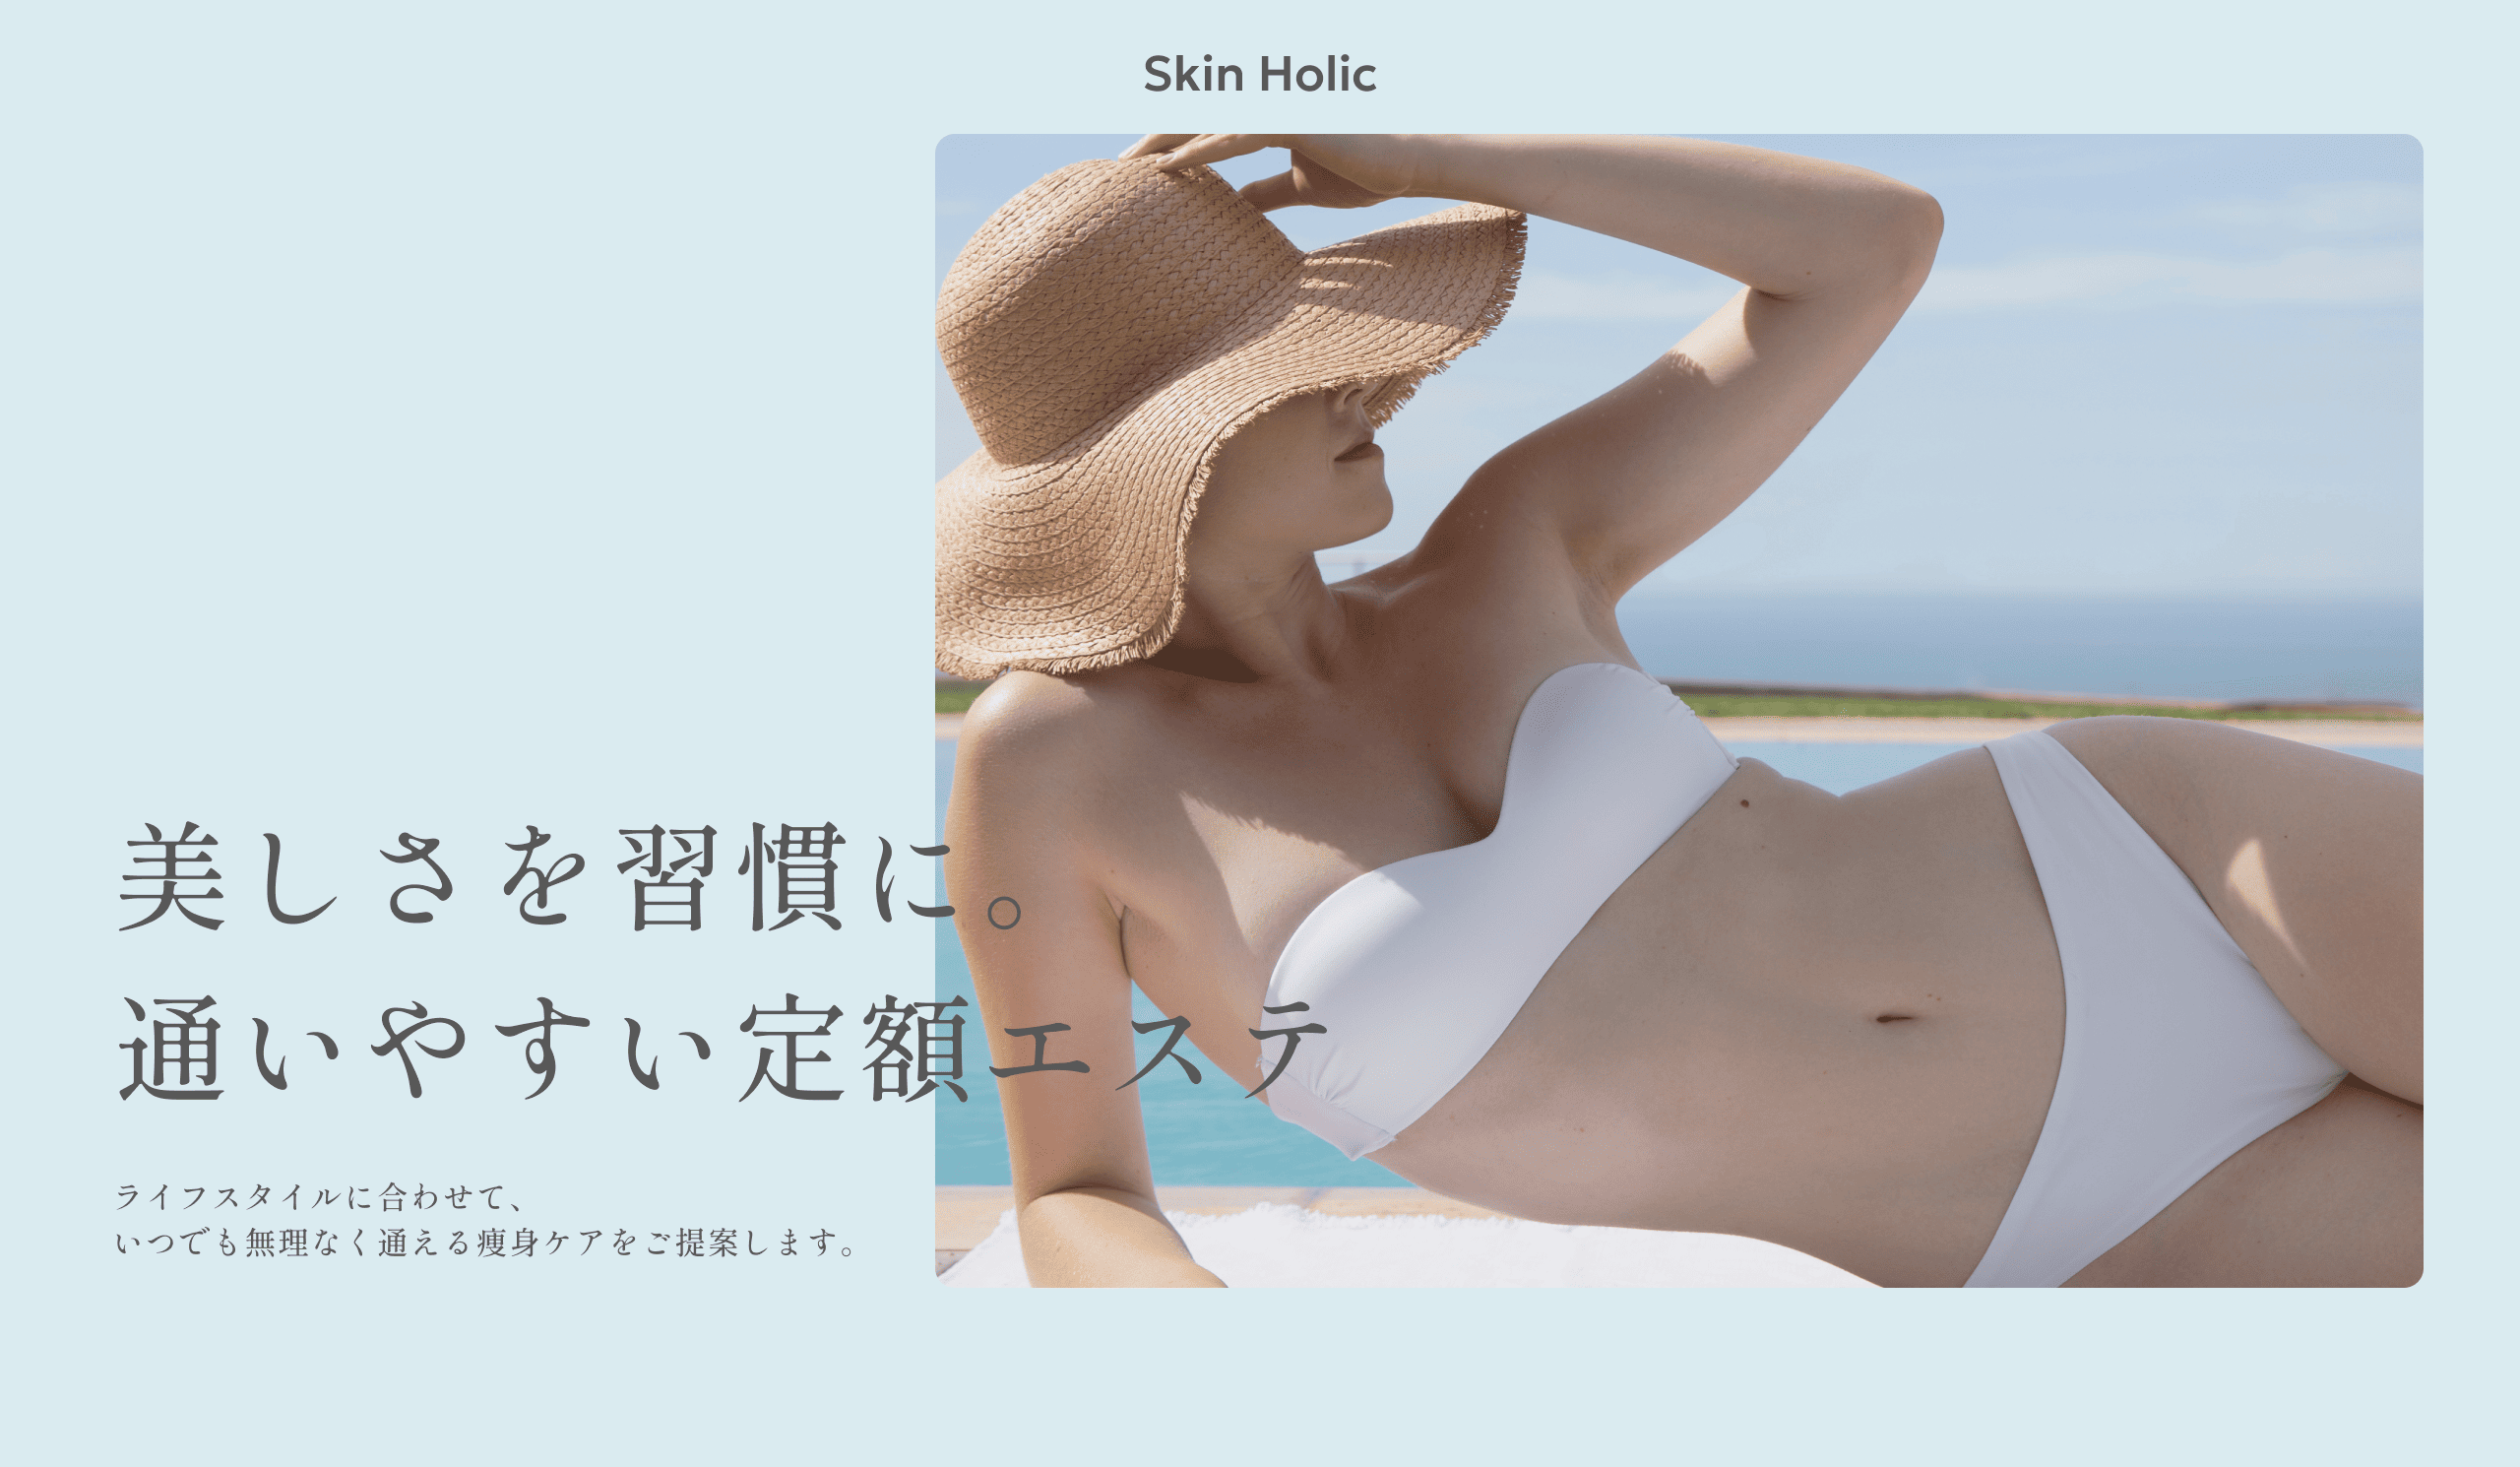 Skin Holic
美しさを習慣に。
通いやすい定額エステ
ライフスタイルに合わせて、
いつでも無理なく通える痩身ケアをご提案します。